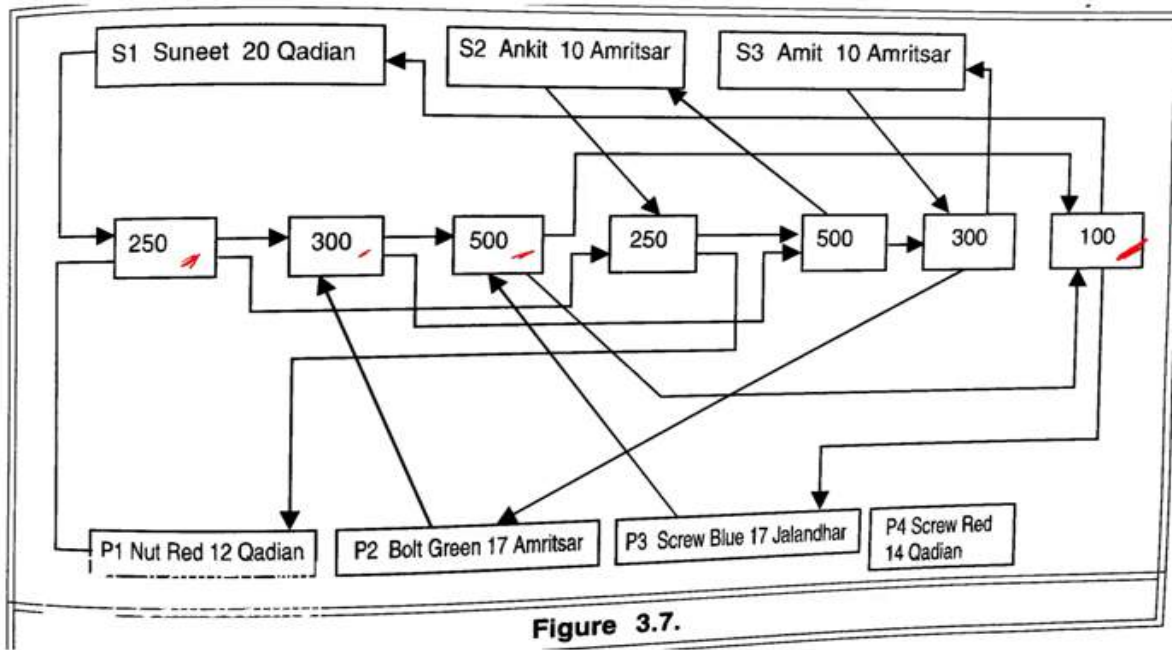 S1 Suneet 20 Qadian
S2 Ankit 10 Amritsar
S3 Amit 10 Amritsar
250
300
500
250
500
300
100
P1 Nut Red 12 Qadian
P2 Bolt Green 17 Amritsar
P3 Screw Blue 17 Jalandhar
P4 Screw Red
14 Qadian
Figure 3.7.